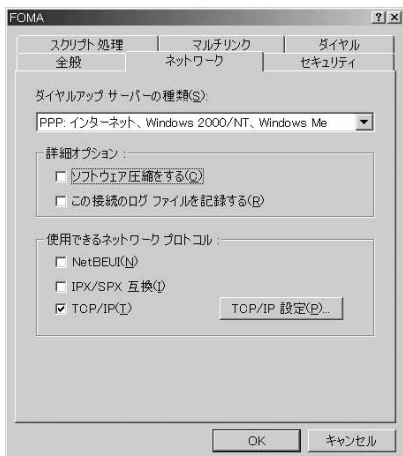 FOMA
スクリプト処理 マルチリンク ダイヤル
全般 ネットワーク セキュリティ
ダイヤルアップ サーバーの種類(S):
PPP: インターネット、Windows 2000/NT、Windows Me
詳細オプション :
ソフトウェア圧縮をする(C)
この接続のログ ファイルを記録する(R)
使用できるネットワーク プロトコル :
NetBEUI(N)
IPX/SPX 互換(I)
TCP/IP(T) TCP/IP 設定(P)...
OK キャンセル